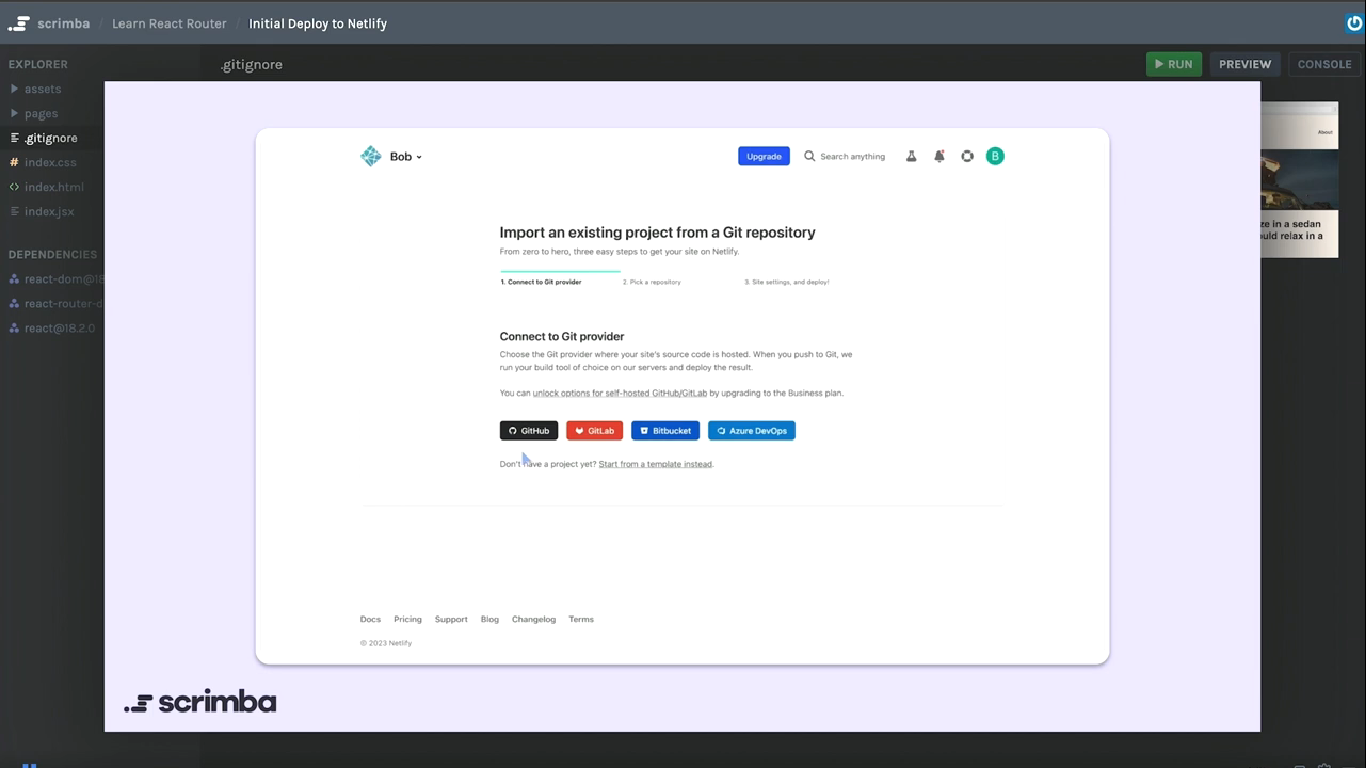 scrimba / Learn React Router / Initial Deploy to Netlify
EXPLORER
.gitignore
RUN
PREVIEW
CONSOLE
assets
pages
.gitignore
index.css
index.html
index.jsx
DEPENDENCIES
react-dom@18
react-router-d
react@18.2.0
Bob
Upgrade
Search anything
B
Import an existing project from a Git repository
From zero to hero, three easy steps to get your site on Netlify.
1. Connect to Git provider
2. Pick a repository
3. Site settings, and deploy!
Connect to Git provider
Choose the Git provider where your site's source code is hosted. When you push to Git, we
run your build tool of choice on our servers and deploy the result.
You can unlock options for self-hosted GitHub/GitLab by upgrading to the Business plan.
GitHub
GitLab
Bitbucket
Azure DevOps
Don't have a project yet? Start from a template instead.
Docs
Pricing
Support
Blog
Changelog
Terms
© 2023 Netlify
scrimba
About
ze in a sedan
ould relax in a